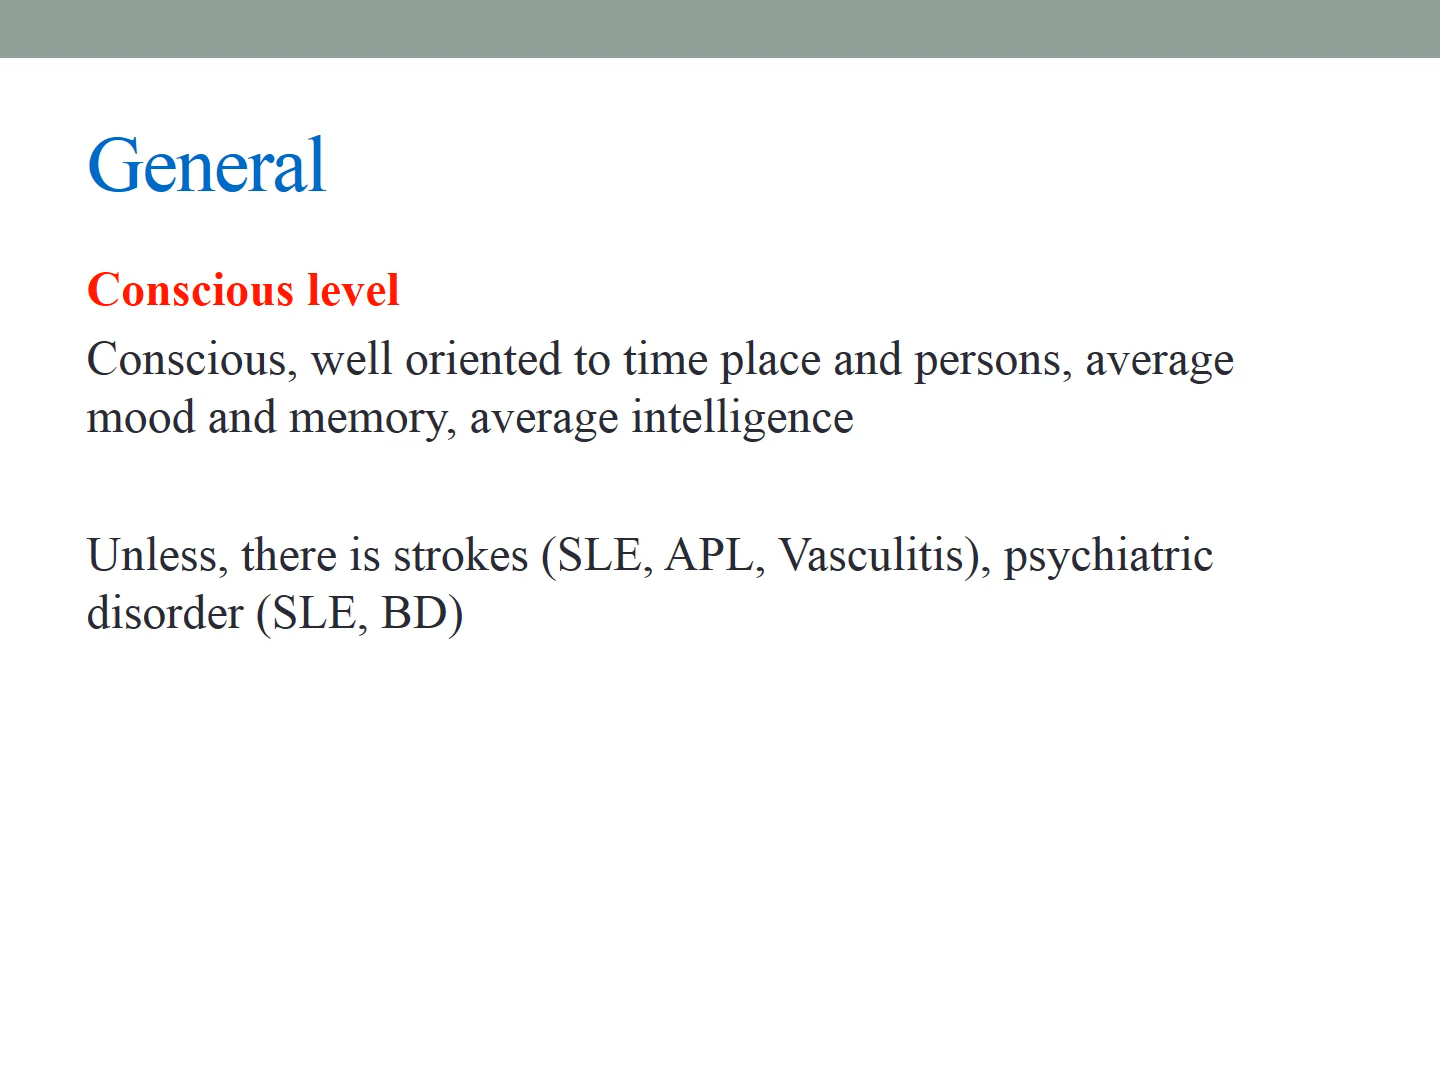 General
Conscious level
Conscious, well oriented to time place and persons, average
mood and memory, average intelligence
Unless, there is strokes (SLE, APL, Vasculitis), psychiatric
disorder (SLE, BD)